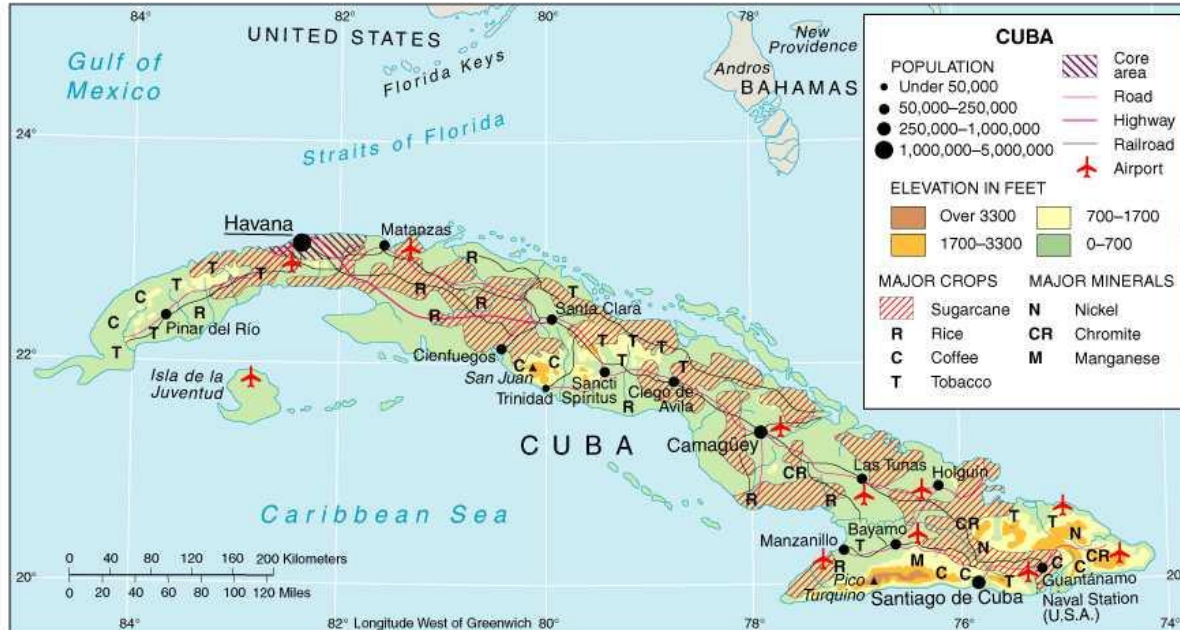 84°
82°
80°
78°
UNITED STATES
Gulf of
Mexico
Florida Keys
New
Providence
Andros
BAHAMAS
24°
Straits of Florida
CUBA
POPULATION
Under 50,000
50,000–250,000
250,000–1,000,000
1,000,000–5,000,000
Core
area
Road
Highway
Railroad
Airport
ELEVATION IN FEET
Over 3300
700–1700
1700–3300
0–700
MAJOR CROPS
MAJOR MINERALS
Sugarcane
N Nickel
R Rice
CR Chromite
C Coffee
M Manganese
T Tobacco
Havana
Matanzas
R
T
T
T
T
C
C
R
T
T
Pinar del Río
R
R
R
T
Santa Clara
22°
Cienfuegos
C
C
San Juan
Trinidad
T
T
T
T
T
T
Sancti
Spíritus
R
Ciego de
Avila
Isla de la
Juventud
CUBA
Camagüey
CR
Las Tunas
Holguín
R
R
Caribbean Sea
Manzanillo
Bayamo
T
R
CR
T
T
N
N
CR
M
C
C
C
C
T
Pico
Turquino
Santiago de Cuba
Guantánamo
Naval Station
(U.S.A.)
0 40 80 120 160 200 Kilometers
0 20 40 60 80 100 120 Miles
20°
20°
84°
82°
Longitude West of Greenwich
80°
78°
76°
74°